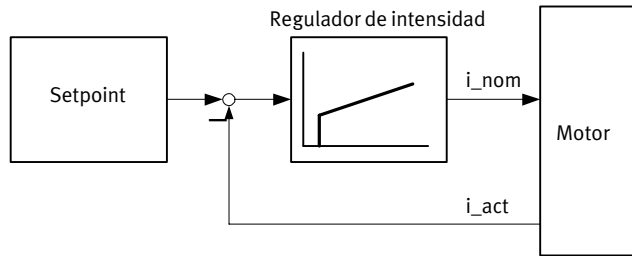 Regulador de intensidad
Setpoint
i_nom
Motor
i_act